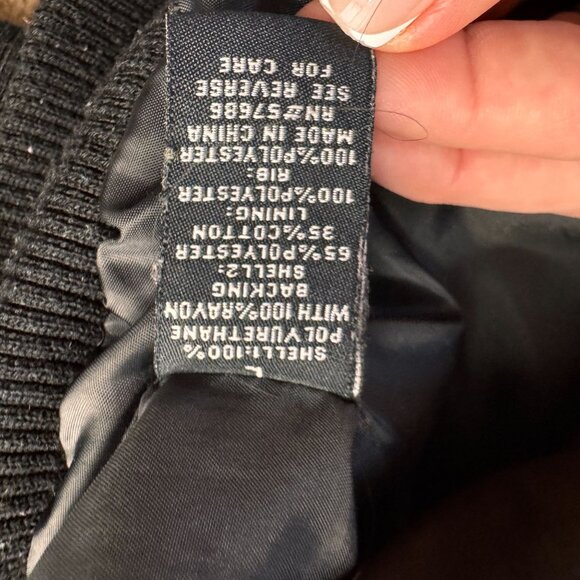 L
SHELL1:100%
POLYURETHANE
WITH 100%RAYON
BACKING
SHELL2:
65%POLYESTER
35%COTTON
LINING:
100%POLYESTER
RIB:
100%POLYESTER
MADE IN CHINA
RN#57685
SEE REVERSE
FOR CARE